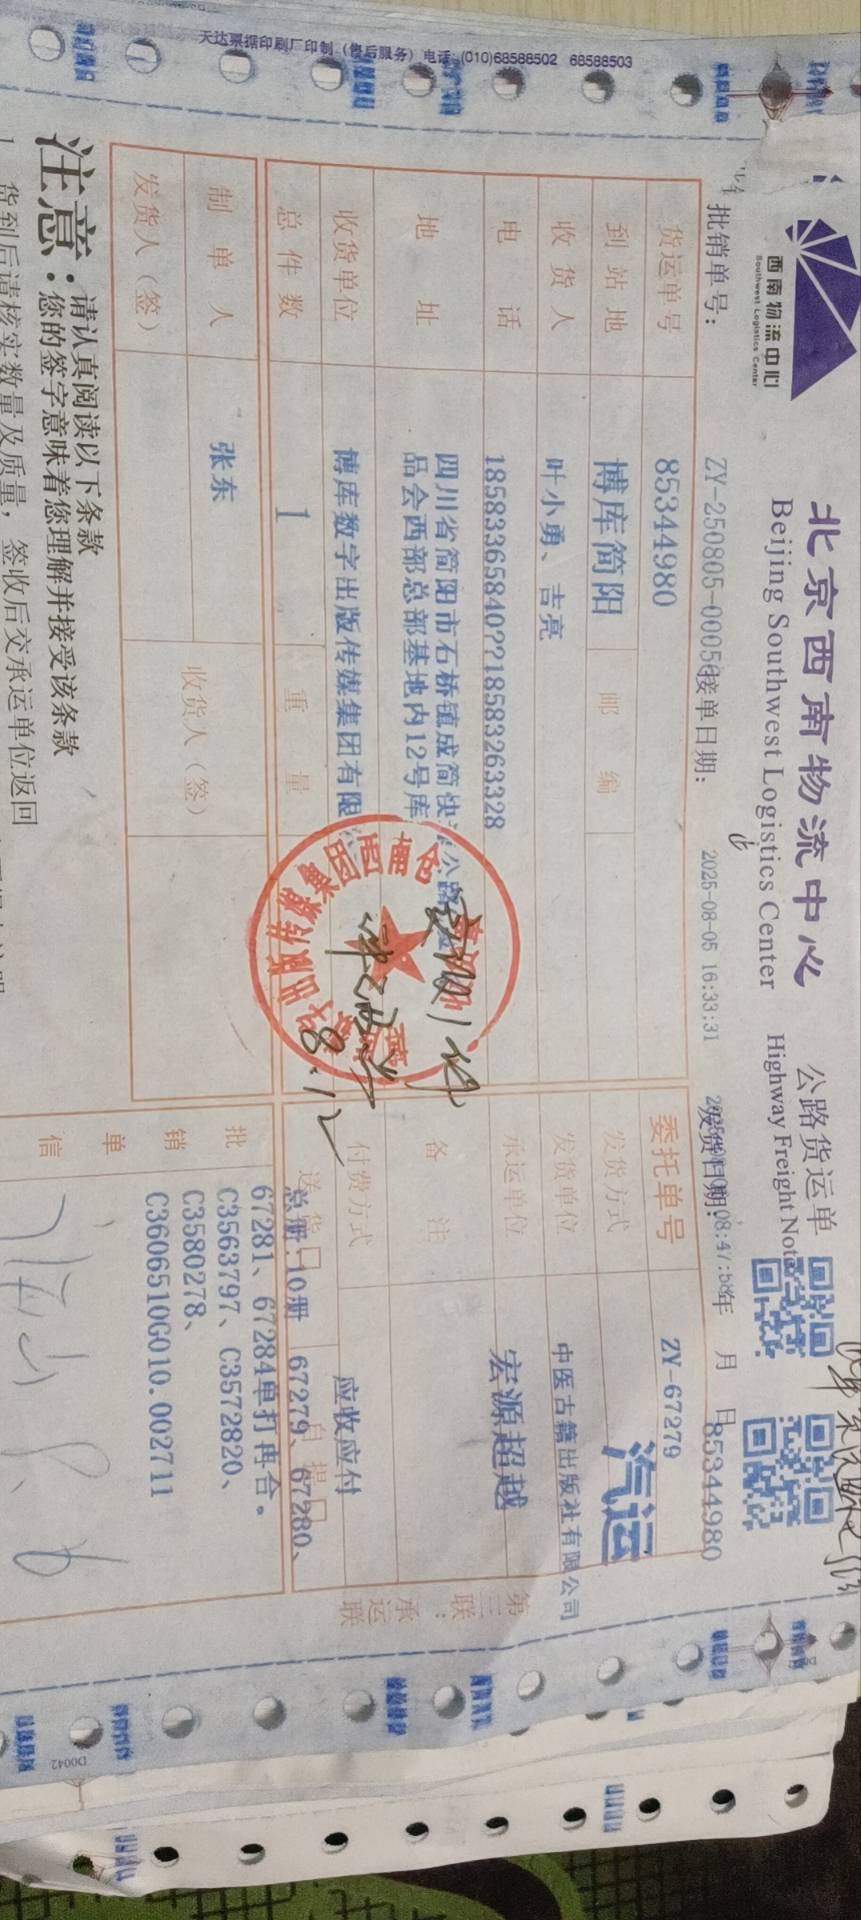 天达票据印刷厂印制（售后服务）电话：(010)68588502 68588503
西南物流中心
Southwest Logistics Center
北京西南物流中心 公路货运单
Beijing Southwest Logistics Center Highway Freight Note
批销单号： ZY-250805-00056 接单日期： 2025-08-05 16:33:31 发货日期： 08:47:58 年 月 日 85344980
货运单号 85344980 委托单号 ZY-67279
到站地 博库简阳 邮编 发货方式 汽运
收货人 叶小勇、吉亮 发货单位 中医古籍出版社有限公司
电话 18583365840??18583263328 承运单位 宏源超越
地址 四川省简阳市石桥镇成简快 公路 备注
品会西部总部基地内12号库
收货单位 博库数字出版传媒集团有限 付费方式 应收应付
总件数 1 重量 送货 自提
制单人 张东 收货人（签）
发货人（签）
批销单信
总册:10册 67279、67280、
67281、67284单打再合。
C3563797、C3572820、
C3580278、
C3606510G010.002711
第三联：承运联
8.12
注意：请认真阅读以下条款
您的签字意味着您理解并接受该条款
货到后请核实数量及质量，签收后交承运单位返回
D0042